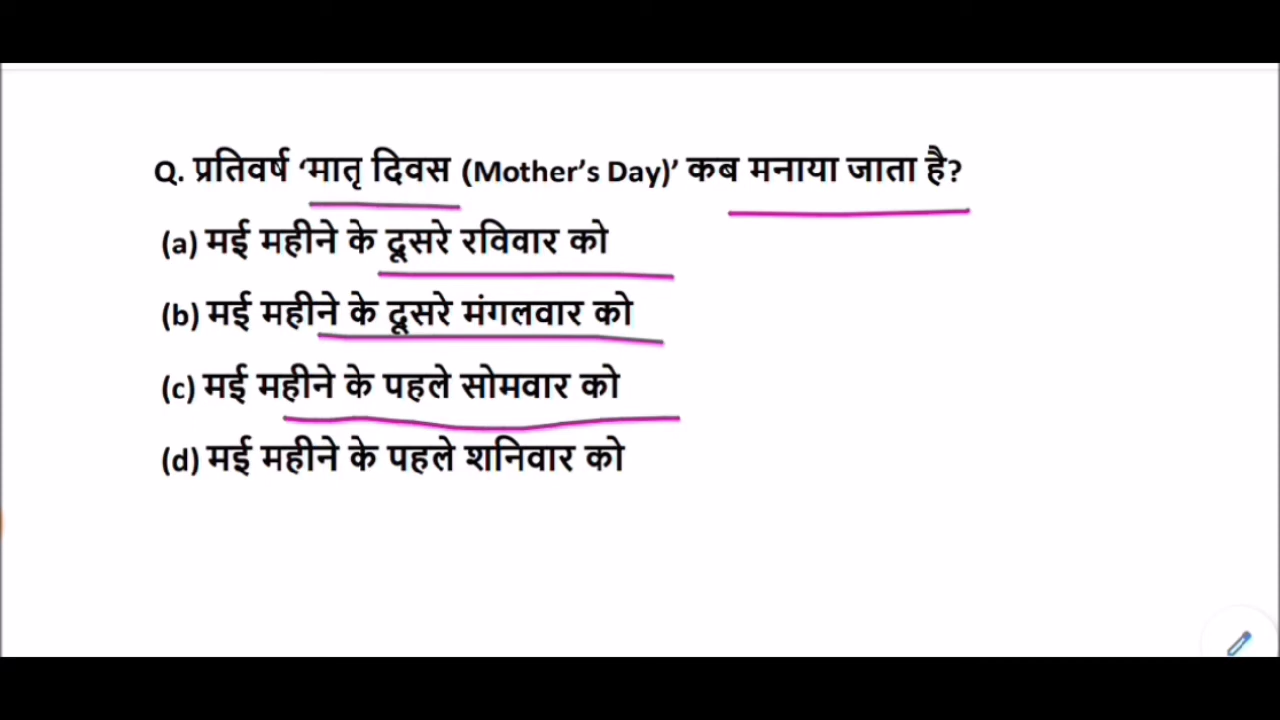 Q. प्रतिवर्ष ‘मातृ दिवस (Mother’s Day)’ कब मनाया जाता है?
(a) मई महीने के दूसरे रविवार को
(b) मई महीने के दूसरे मंगलवार को
(c) मई महीने के पहले सोमवार को
(d) मई महीने के पहले शनिवार को